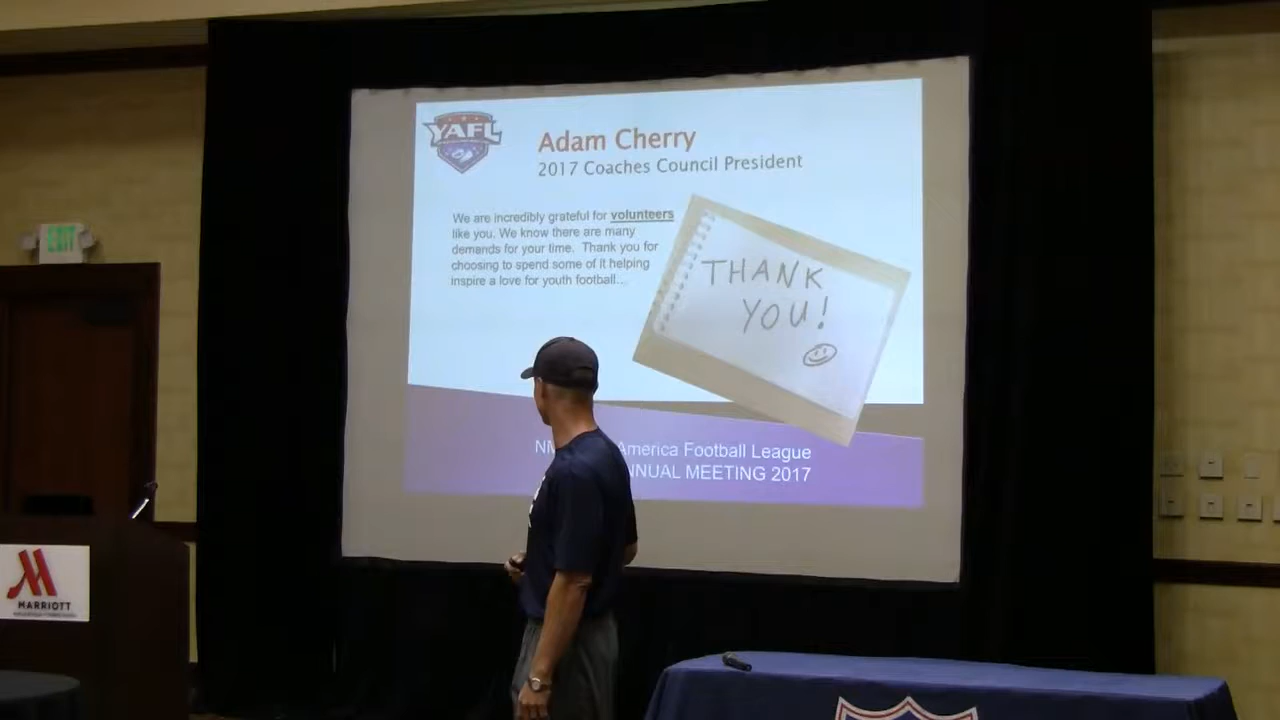 EXIT
YAFL
Adam Cherry
2017 Coaches Council President
We are incredibly grateful for volunteers
like you. We know there are many
demands for your time. Thank you for
choosing to spend some of it helping
inspire a love for youth football...
THANK
YOU!
America Football League
NNUAL MEETING 2017
MARRIOTT